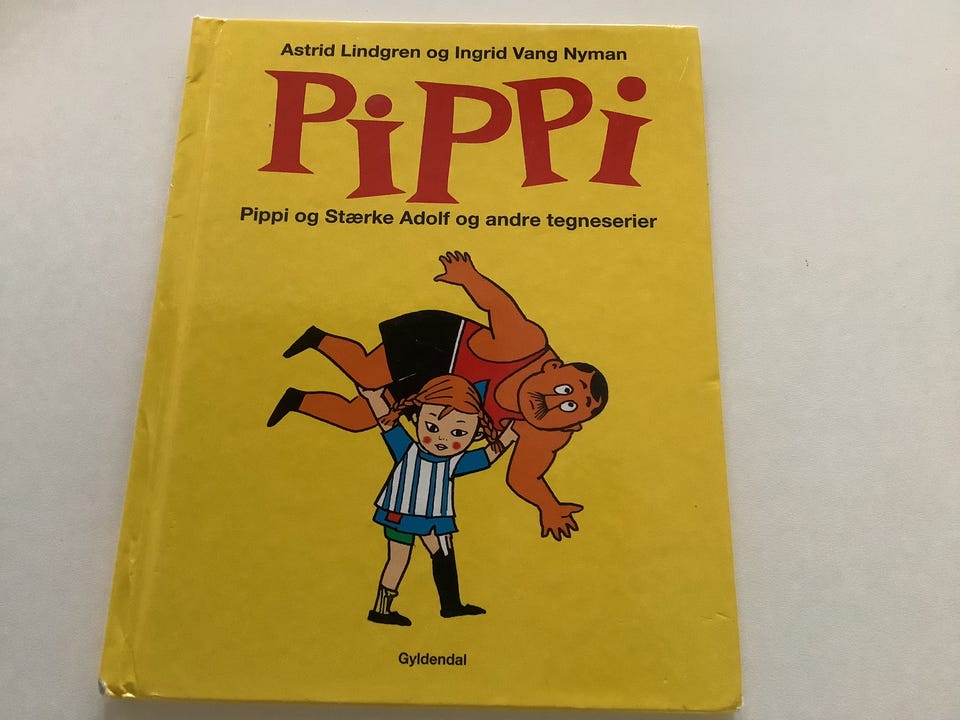 Astrid Lindgren og Ingrid Vang Nyman
PiPPi
Pippi og Stærke Adolf og andre tegneserier
Gyldendal